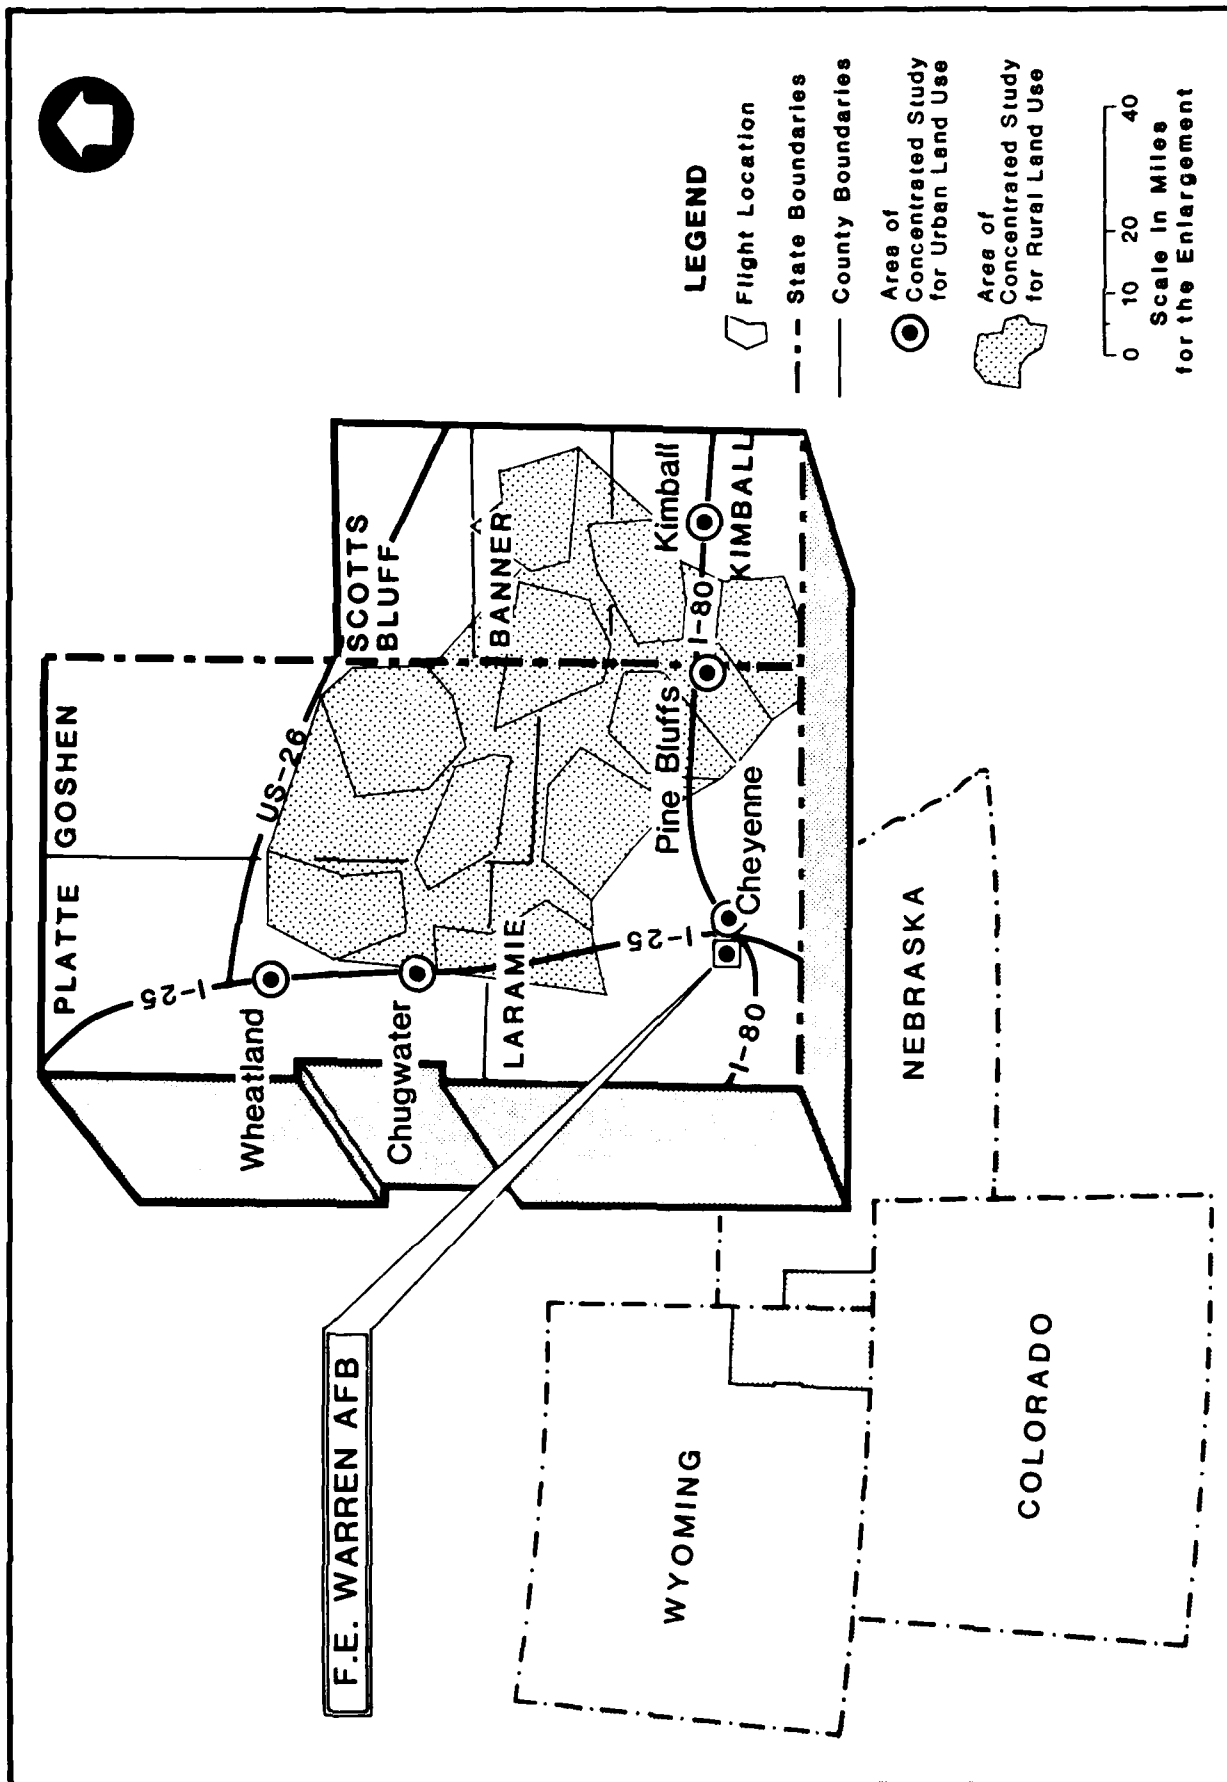 F.E. WARREN AFB
PLATTE
GOSHEN
US-26
I-25
Wheatland
SCOTTS
BLUFF
Chugwater
LARAMIE
BANNER
I-25
Pine Bluffs
Kimball
I-80
Cheyenne
KIMBALL
I-80
WYOMING
NEBRASKA
COLORADO
LEGEND
Flight Location
State Boundaries
County Boundaries
Area of
Concentrated Study
for Urban Land Use
Area of
Concentrated Study
for Rural Land Use
0 10 20 40
Scale In Miles
for the Enlargement